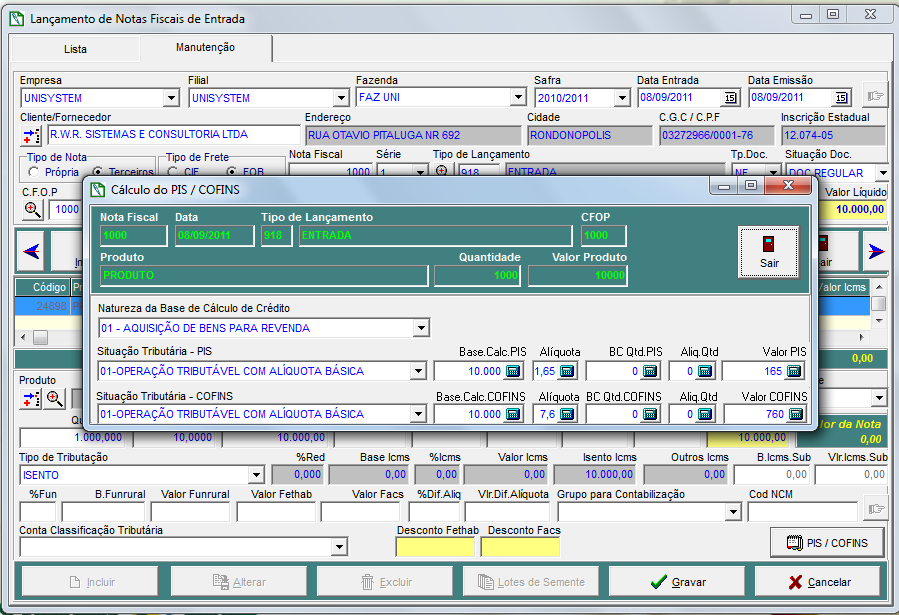 Lançamento de Notas Fiscais de Entrada
Lista Manutenção
Empresa Filial Fazenda Safra Data Entrada Data Emissão
UNISYSTEM UNISYSTEM FAZ UNI 2010/2011 08/09/2011 15 08/09/2011 15
Cliente/Fornecedor Endereço Cidade C.G.C / C.P.F Inscrição Estadual
R.W.R. SISTEMAS E CONSULTORIA LTDA RUA OTAVIO PITALUGA NR 692 RONDONOPOLIS 03272966/0001-76 12.074-05
Tipo de Nota Tipo de Frete Nota Fiscal Série Tipo de Lançamento Tp.Doc. Situação Doc.
Própria Terceiros CIF FOB 1000 1 918 ENTRADA NF DOC REGULAR
C.F.O.P Valor Líquido
1000 10.000,00
Cálculo do PIS / COFINS
Nota Fiscal Data Tipo de Lançamento CFOP
1000 08/09/2011 918 ENTRADA 1000
Produto Quantidade Valor Produto
PRODUTO 1000 10000
Sair
Natureza da Base de Cálculo de Crédito
01 - AQUISIÇÃO DE BENS PARA REVENDA
Situação Tributária - PIS Base.Calc.PIS Alíquota BC Qtd.PIS Aliq.Qtd Valor PIS
01-OPERAÇÃO TRIBUTÁVEL COM ALÍQUOTA BÁSICA 10.000 1,65 0 0 165
Situação Tributária - COFINS Base.Calc.COFINS Alíquota BC Qtd.COFINS Aliq.Qtd Valor COFINS
01-OPERAÇÃO TRIBUTÁVEL COM ALÍQUOTA BÁSICA 10.000 7,6 0 0 760
Código Valor Icms
24898
0,00
Produto
lor da Nota
1.000,000 10,0000 10.000,00 10.000,00 0,00
Tipo de Tributação %Red Base Icms %Icms Valor Icms Isento Icms Outros Icms B.Icms.Sub Vlr.Icms.Sub
ISENTO 0,000 0,00 0,00 0,00 10.000,00 0,00 0,00 0,00
%Fun B.Funrural Valor Funrural Valor Fethab Valor Facs %Dif.Aliq Vlr.Dif.Alíquota Grupo para Contabilização Cod NCM
Conta Classificação Tributária Desconto Fethab Desconto Facs
PIS / COFINS
Incluir Alterar Excluir Lotes de Semente Gravar Cancelar